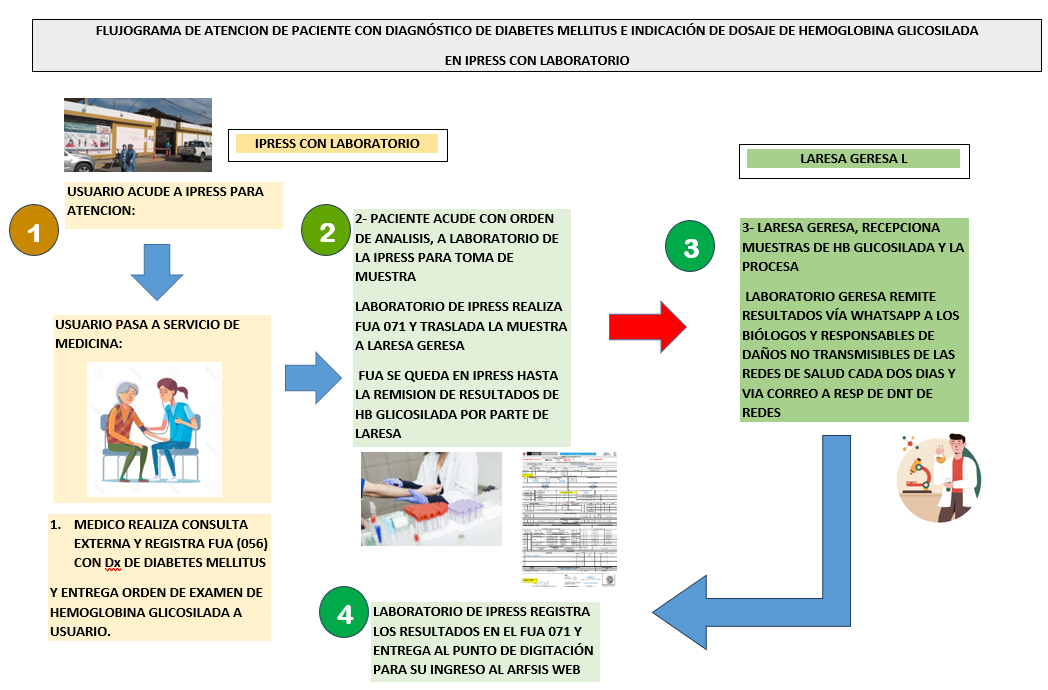 FLUJOGRAMA DE ATENCION DE PACIENTE CON DIAGNÓSTICO DE DIABETES MELLITUS E INDICACIÓN DE DOSAJE DE HEMOGLOBINA GLICOSILADA
EN IPRESS CON LABORATORIO
IPRESS CON LABORATORIO
LARESA GERESA L
1
USUARIO ACUDE A IPRESS PARA
ATENCION:
USUARIO PASA A SERVICIO DE
MEDICINA:
1. MEDICO REALIZA CONSULTA
EXTERNA Y REGISTRA FUA (056)
CON Dx DE DIABETES MELLITUS
Y ENTREGA ORDEN DE EXAMEN DE
HEMOGLOBINA GLICOSILADA A
USUARIO.
2
2- PACIENTE ACUDE CON ORDEN
DE ANALISIS, A LABORATORIO DE
LA IPRESS PARA TOMA DE
MUESTRA
LABORATORIO DE IPRESS REALIZA
FUA 071 Y TRASLADA LA MUESTRA
A LARESA GERESA
FUA SE QUEDA EN IPRESS HASTA
LA REMISION DE RESULTADOS DE
HB GLICOSILADA POR PARTE DE
LARESA
3
3- LARESA GERESA, RECEPCIONA
MUESTRAS DE HB GLICOSILADA Y LA
PROCESA
LABORATORIO GERESA REMITE
RESULTADOS VÍA WHATSAPP A LOS
BIÓLOGOS Y RESPONSABLES DE
DAÑOS NO TRANSMISIBLES DE LAS
REDES DE SALUD CADA DOS DIAS Y
VIA CORREO A RESP DE DNT DE
REDES
4
LABORATORIO DE IPRESS REGISTRA
LOS RESULTADOS EN EL FUA 071 Y
ENTREGA AL PUNTO DE DIGITACIÓN
PARA SU INGRESO AL ARFSIS WEB